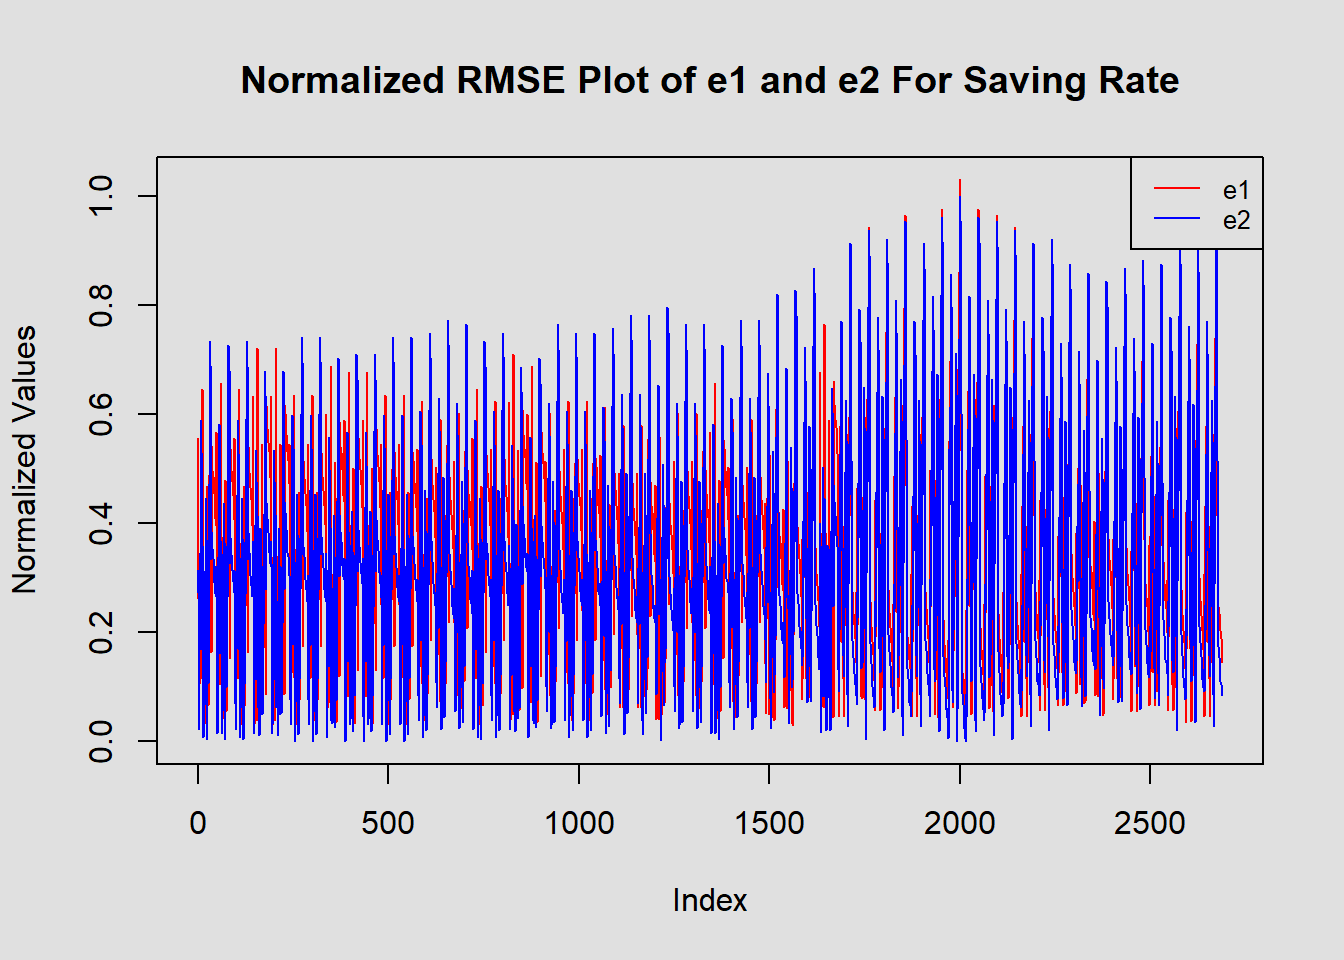 Normalized RMSE Plot of e1 and e2 For Saving Rate
e1
e2
1.0
0.8
0.6
0.4
0.2
0.0
Normalized Values
0 500 1000 1500 2000 2500
Index